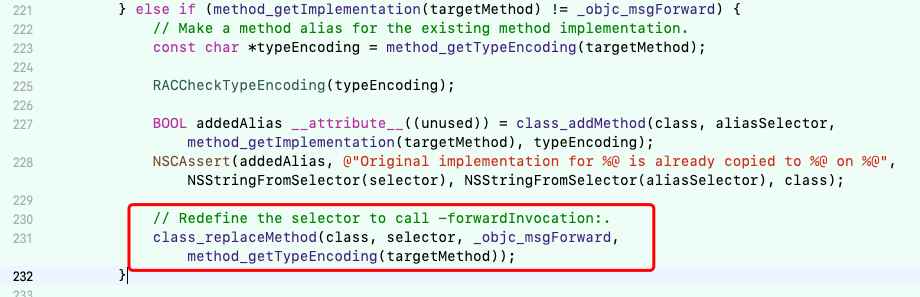 221 } else if (method_getImplementation(targetMethod) != _objc_msgForward) {
222 // Make a method alias for the existing method implementation.
223 const char *typeEncoding = method_getTypeEncoding(targetMethod);
224
225 RACCheckTypeEncoding(typeEncoding);
226
227 BOOL addedAlias __attribute__((unused)) = class_addMethod(class, aliasSelector,
method_getImplementation(targetMethod), typeEncoding);
228 NSCAssert(addedAlias, @"Original implementation for %@ is already copied to %@ on %@",
NSStringFromSelector(selector), NSStringFromSelector(aliasSelector), class);
229
230 // Redefine the selector to call -forwardInvocation:.
231 class_replaceMethod(class, selector, _objc_msgForward,
method_getTypeEncoding(targetMethod));
232 }
233